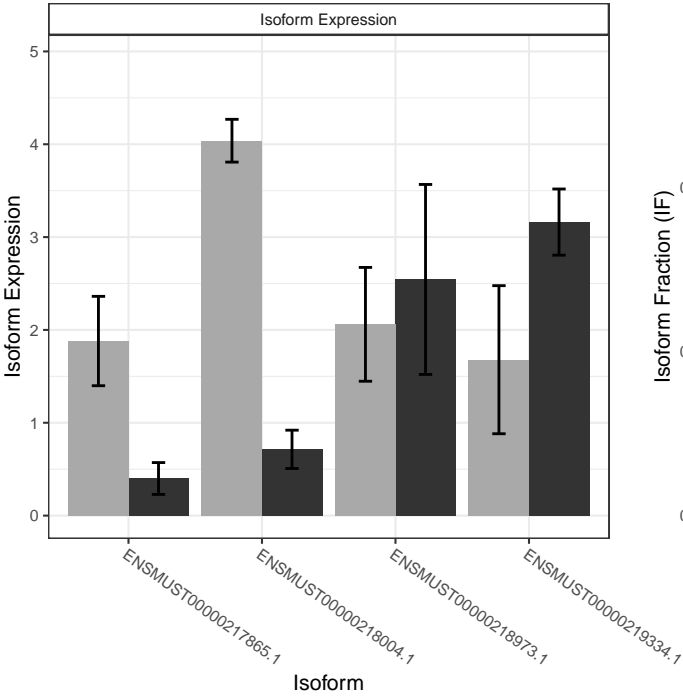 Isoform Expression
5
4
3
2
1
0
Isoform Expression
ENSMUST00000217865.1
ENSMUST00000218004.1
ENSMUST00000218973.1
ENSMUST00000219334.1
Isoform
Isoform Fraction (IF)